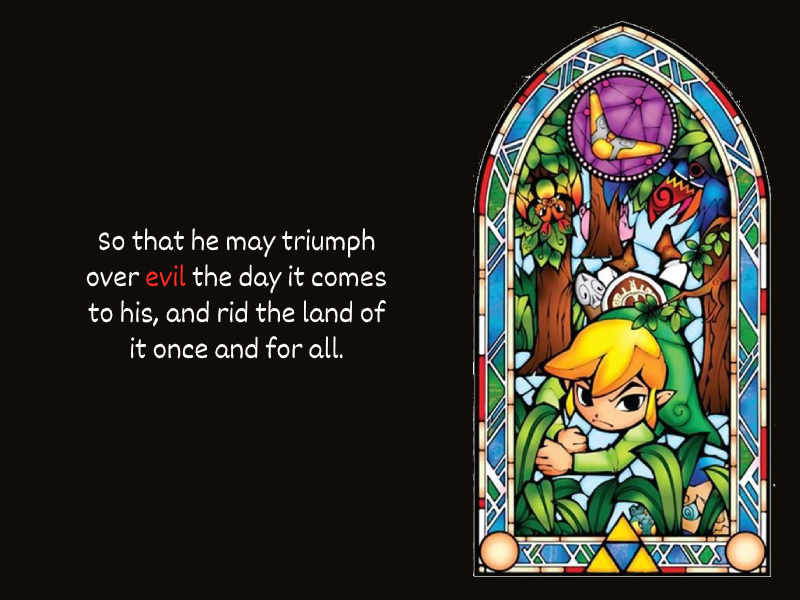 So that he may triumph
over evil the day it comes
to his, and rid the land of
it once and for all.